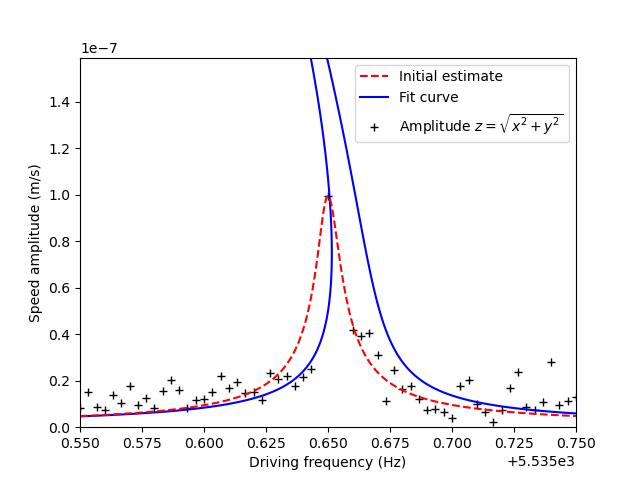 1e−7
Speed amplitude (m/s)
1.4
1.2
1.0
0.8
0.6
0.4
0.2
0.0
Initial estimate
Fit curve
Amplitude z = √x² + y²
0.550 0.575 0.600 0.625 0.650 0.675 0.700 0.725 0.750
Driving frequency (Hz)
+5.535e3